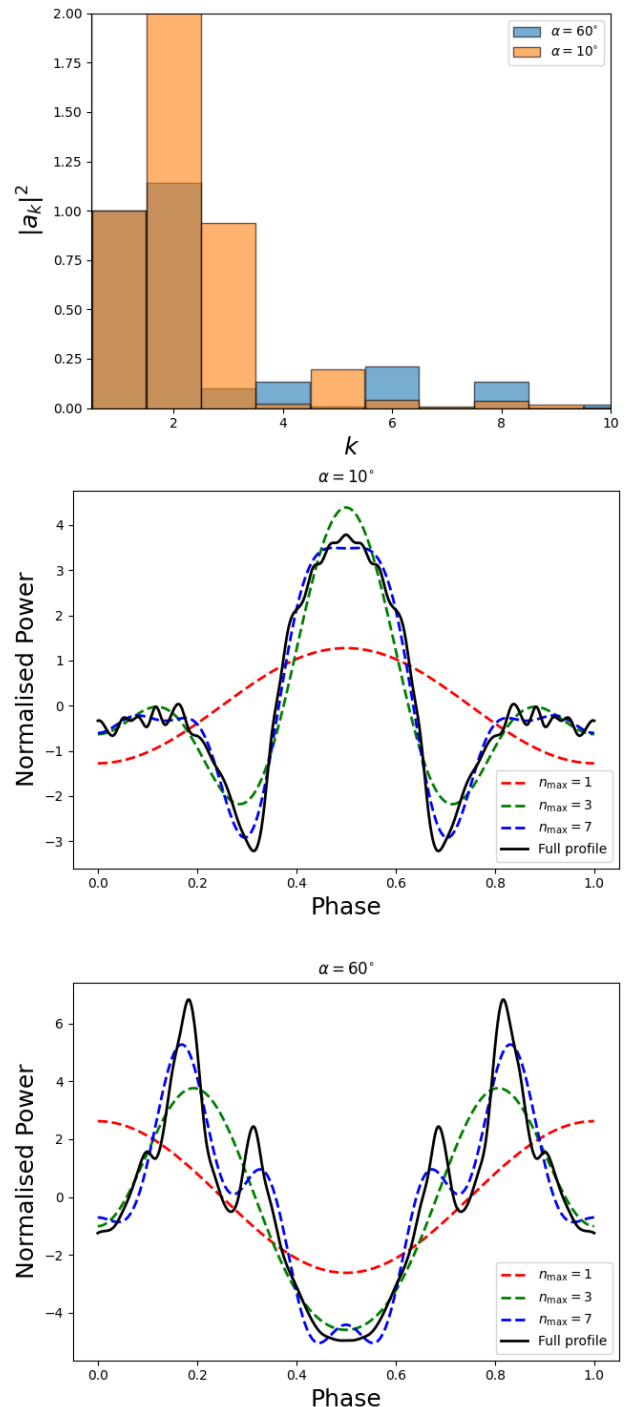 2.00
1.75
1.50
1.25
1.00
0.75
0.50
0.25
0.00
|a_k|^2
α = 60°
α = 10°
2 4 6 8 10
k
α = 10°
4
3
2
1
0
−1
−2
−3
Normalised Power
n_max = 1
n_max = 3
n_max = 7
Full profile
0.0 0.2 0.4 0.6 0.8 1.0
Phase
α = 60°
6
4
2
0
−2
−4
Normalised Power
n_max = 1
n_max = 3
n_max = 7
Full profile
0.0 0.2 0.4 0.6 0.8 1.0
Phase